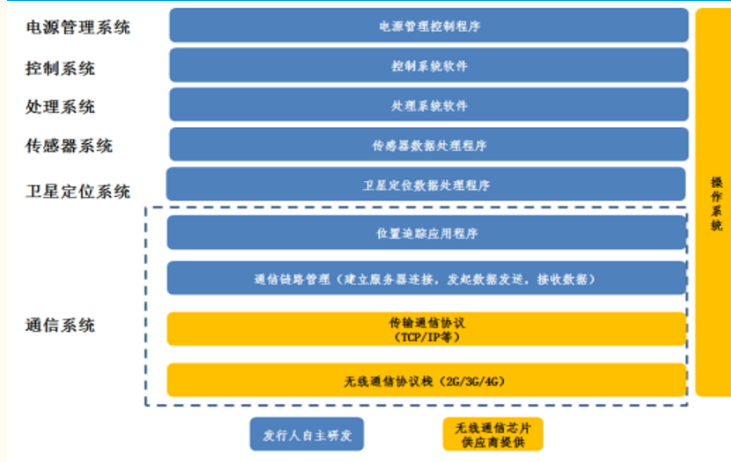 电源管理系统
电源管理控制程序
控制系统
控制系统软件
处理系统
处理系统软件
传感器系统
传感器数据处理程序
卫星定位系统
卫星定位数据处理程序
操作系统
位置追踪应用程序
通信链路管理（建立服务器连接，发起数据发送，接收数据）
通信系统
传输通信协议
（TCP/IP等）
无线通信协议栈（2G/3G/4G）
发行人自主研发
无线通信芯片
供应商提供